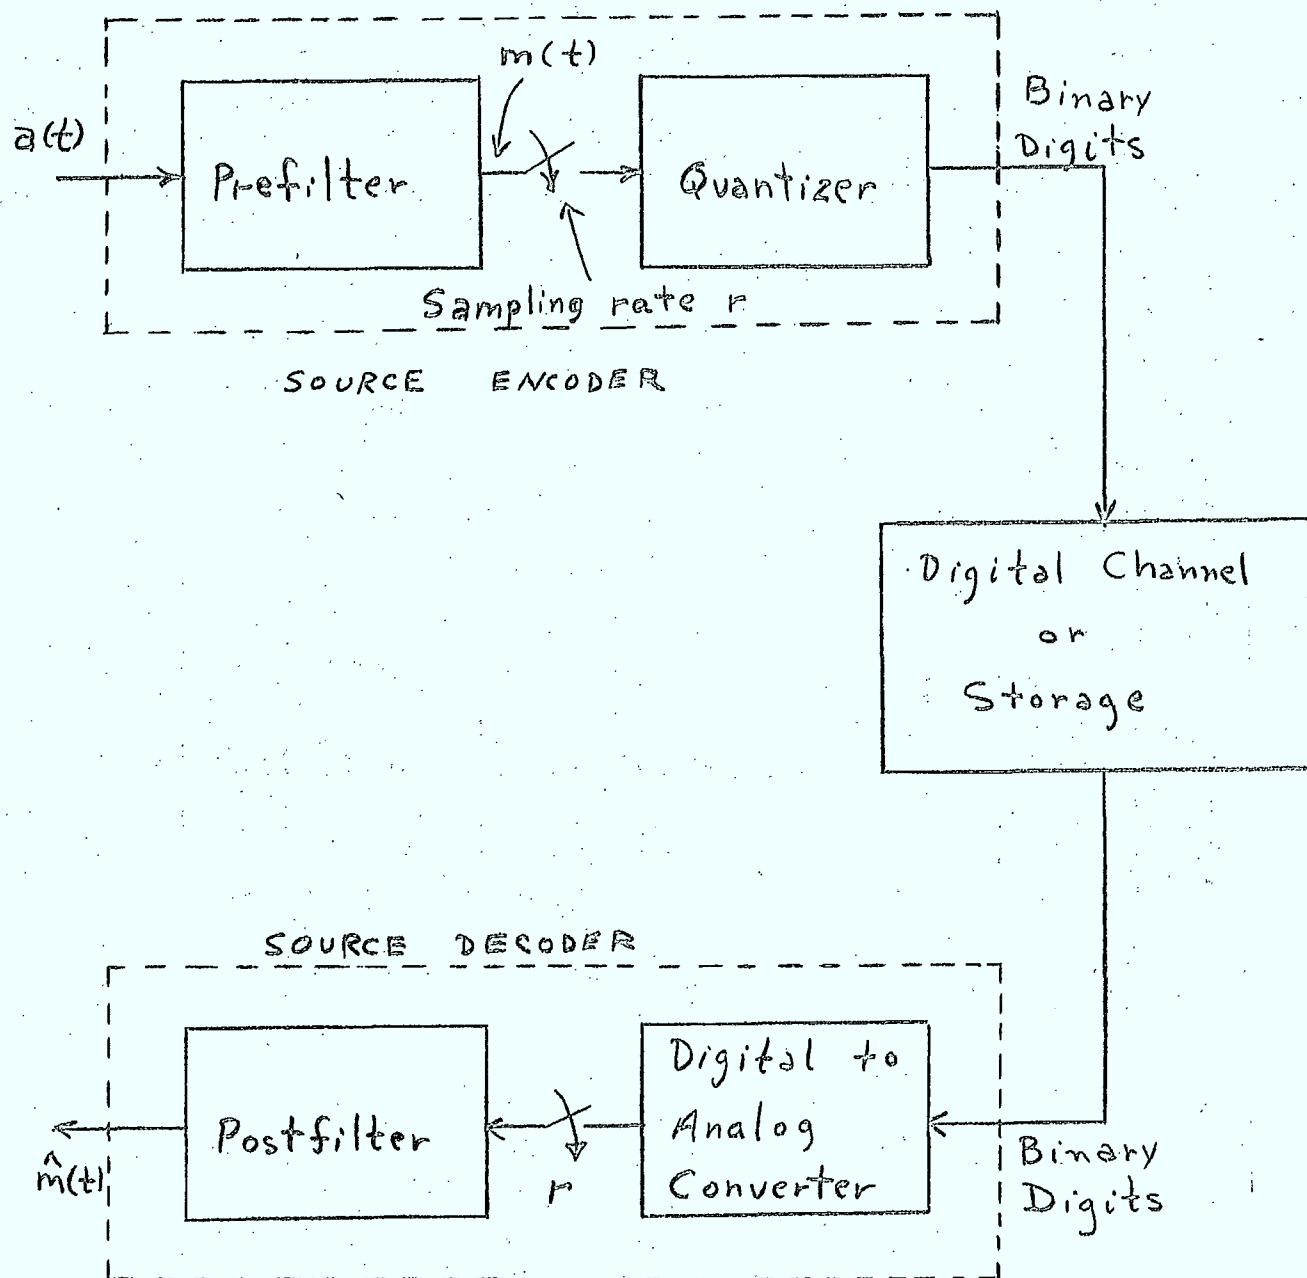 m(t)
a(t)
Prefilter
Quantizer
Binary
Digits
Sampling rate r
SOURCE ENCODER
Digital Channel
or
Storage
SOURCE DECODER
Postfilter
r
Digital to
Analog
Converter
m̂(t)
Binary
Digits